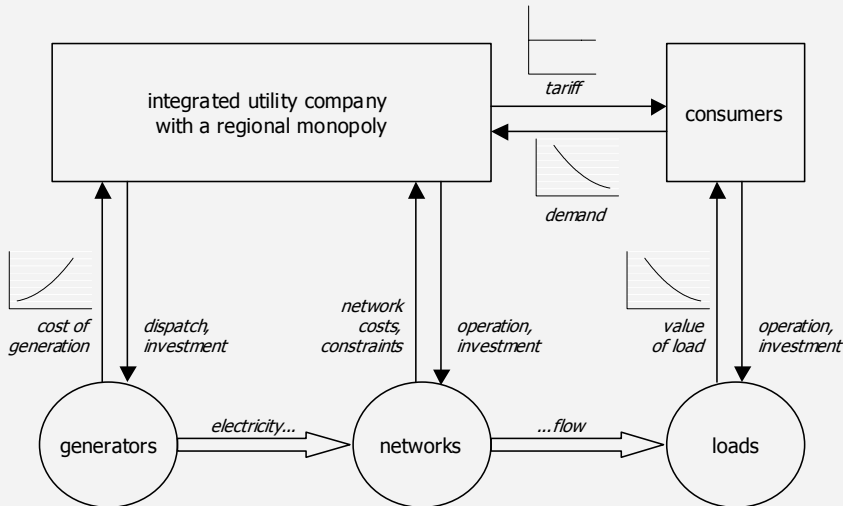 integrated utility company
with a regional monopoly
tariff
consumers
demand
cost of
generation
dispatch,
investment
network
costs,
constraints
operation,
investment
value
of load
operation,
investment
generators
electricity...
networks
...flow
loads